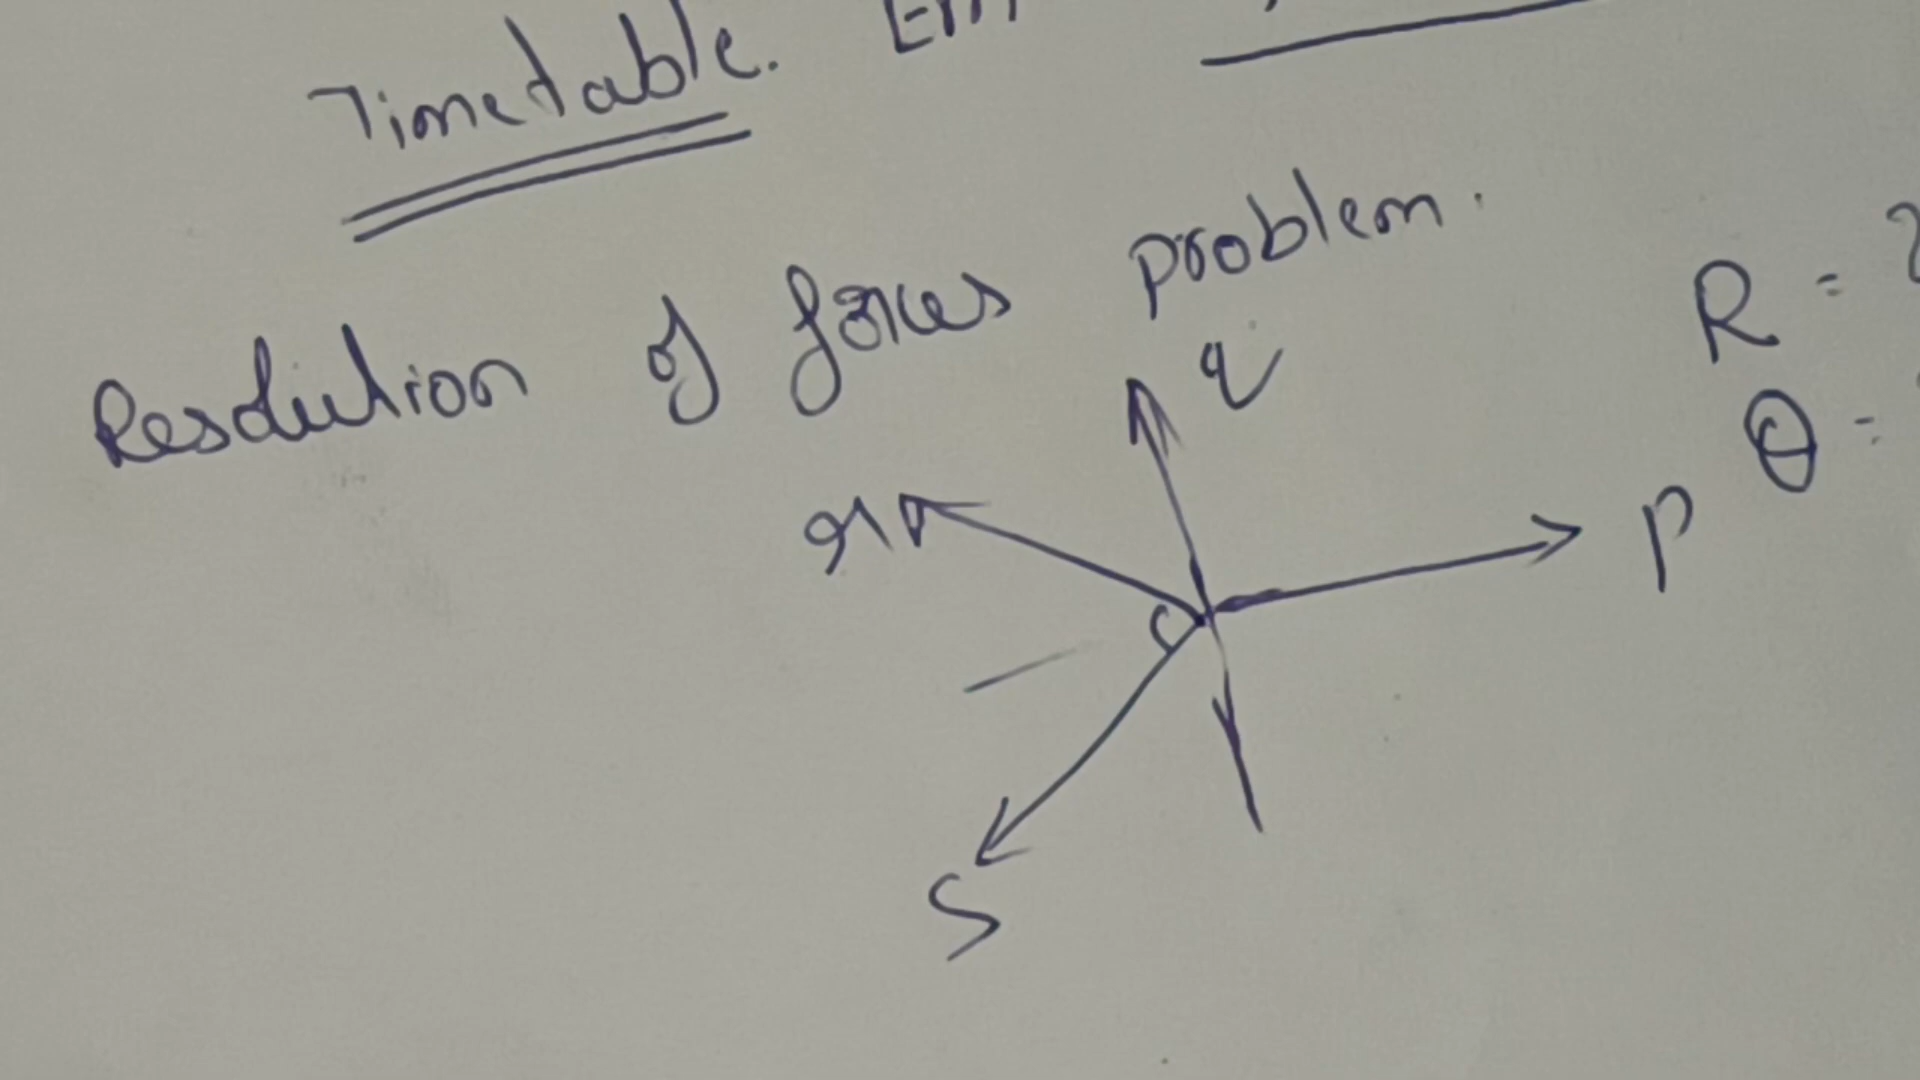 Timetable.
Resolution of forces problem.
R = ?
θ =
q
r
P
S